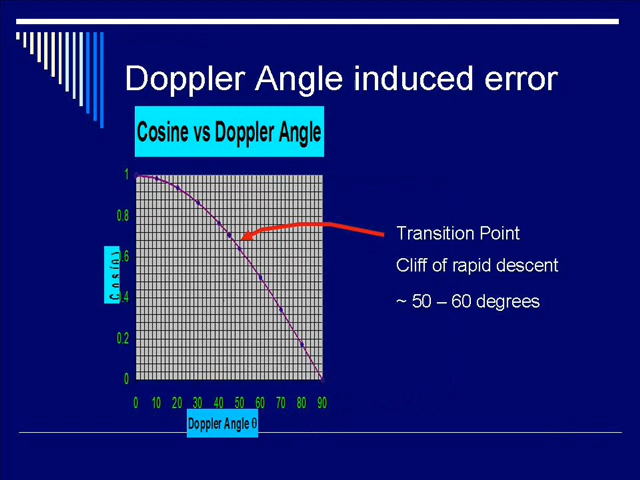 Doppler Angle induced error
Cosine vs Doppler Angle
1
0.8
0.6
0.4
0.2
0
Cos(θ)
0 10 20 30 40 50 60 70 80 90
Doppler Angle θ
Transition Point
Cliff of rapid descent
~ 50 – 60 degrees